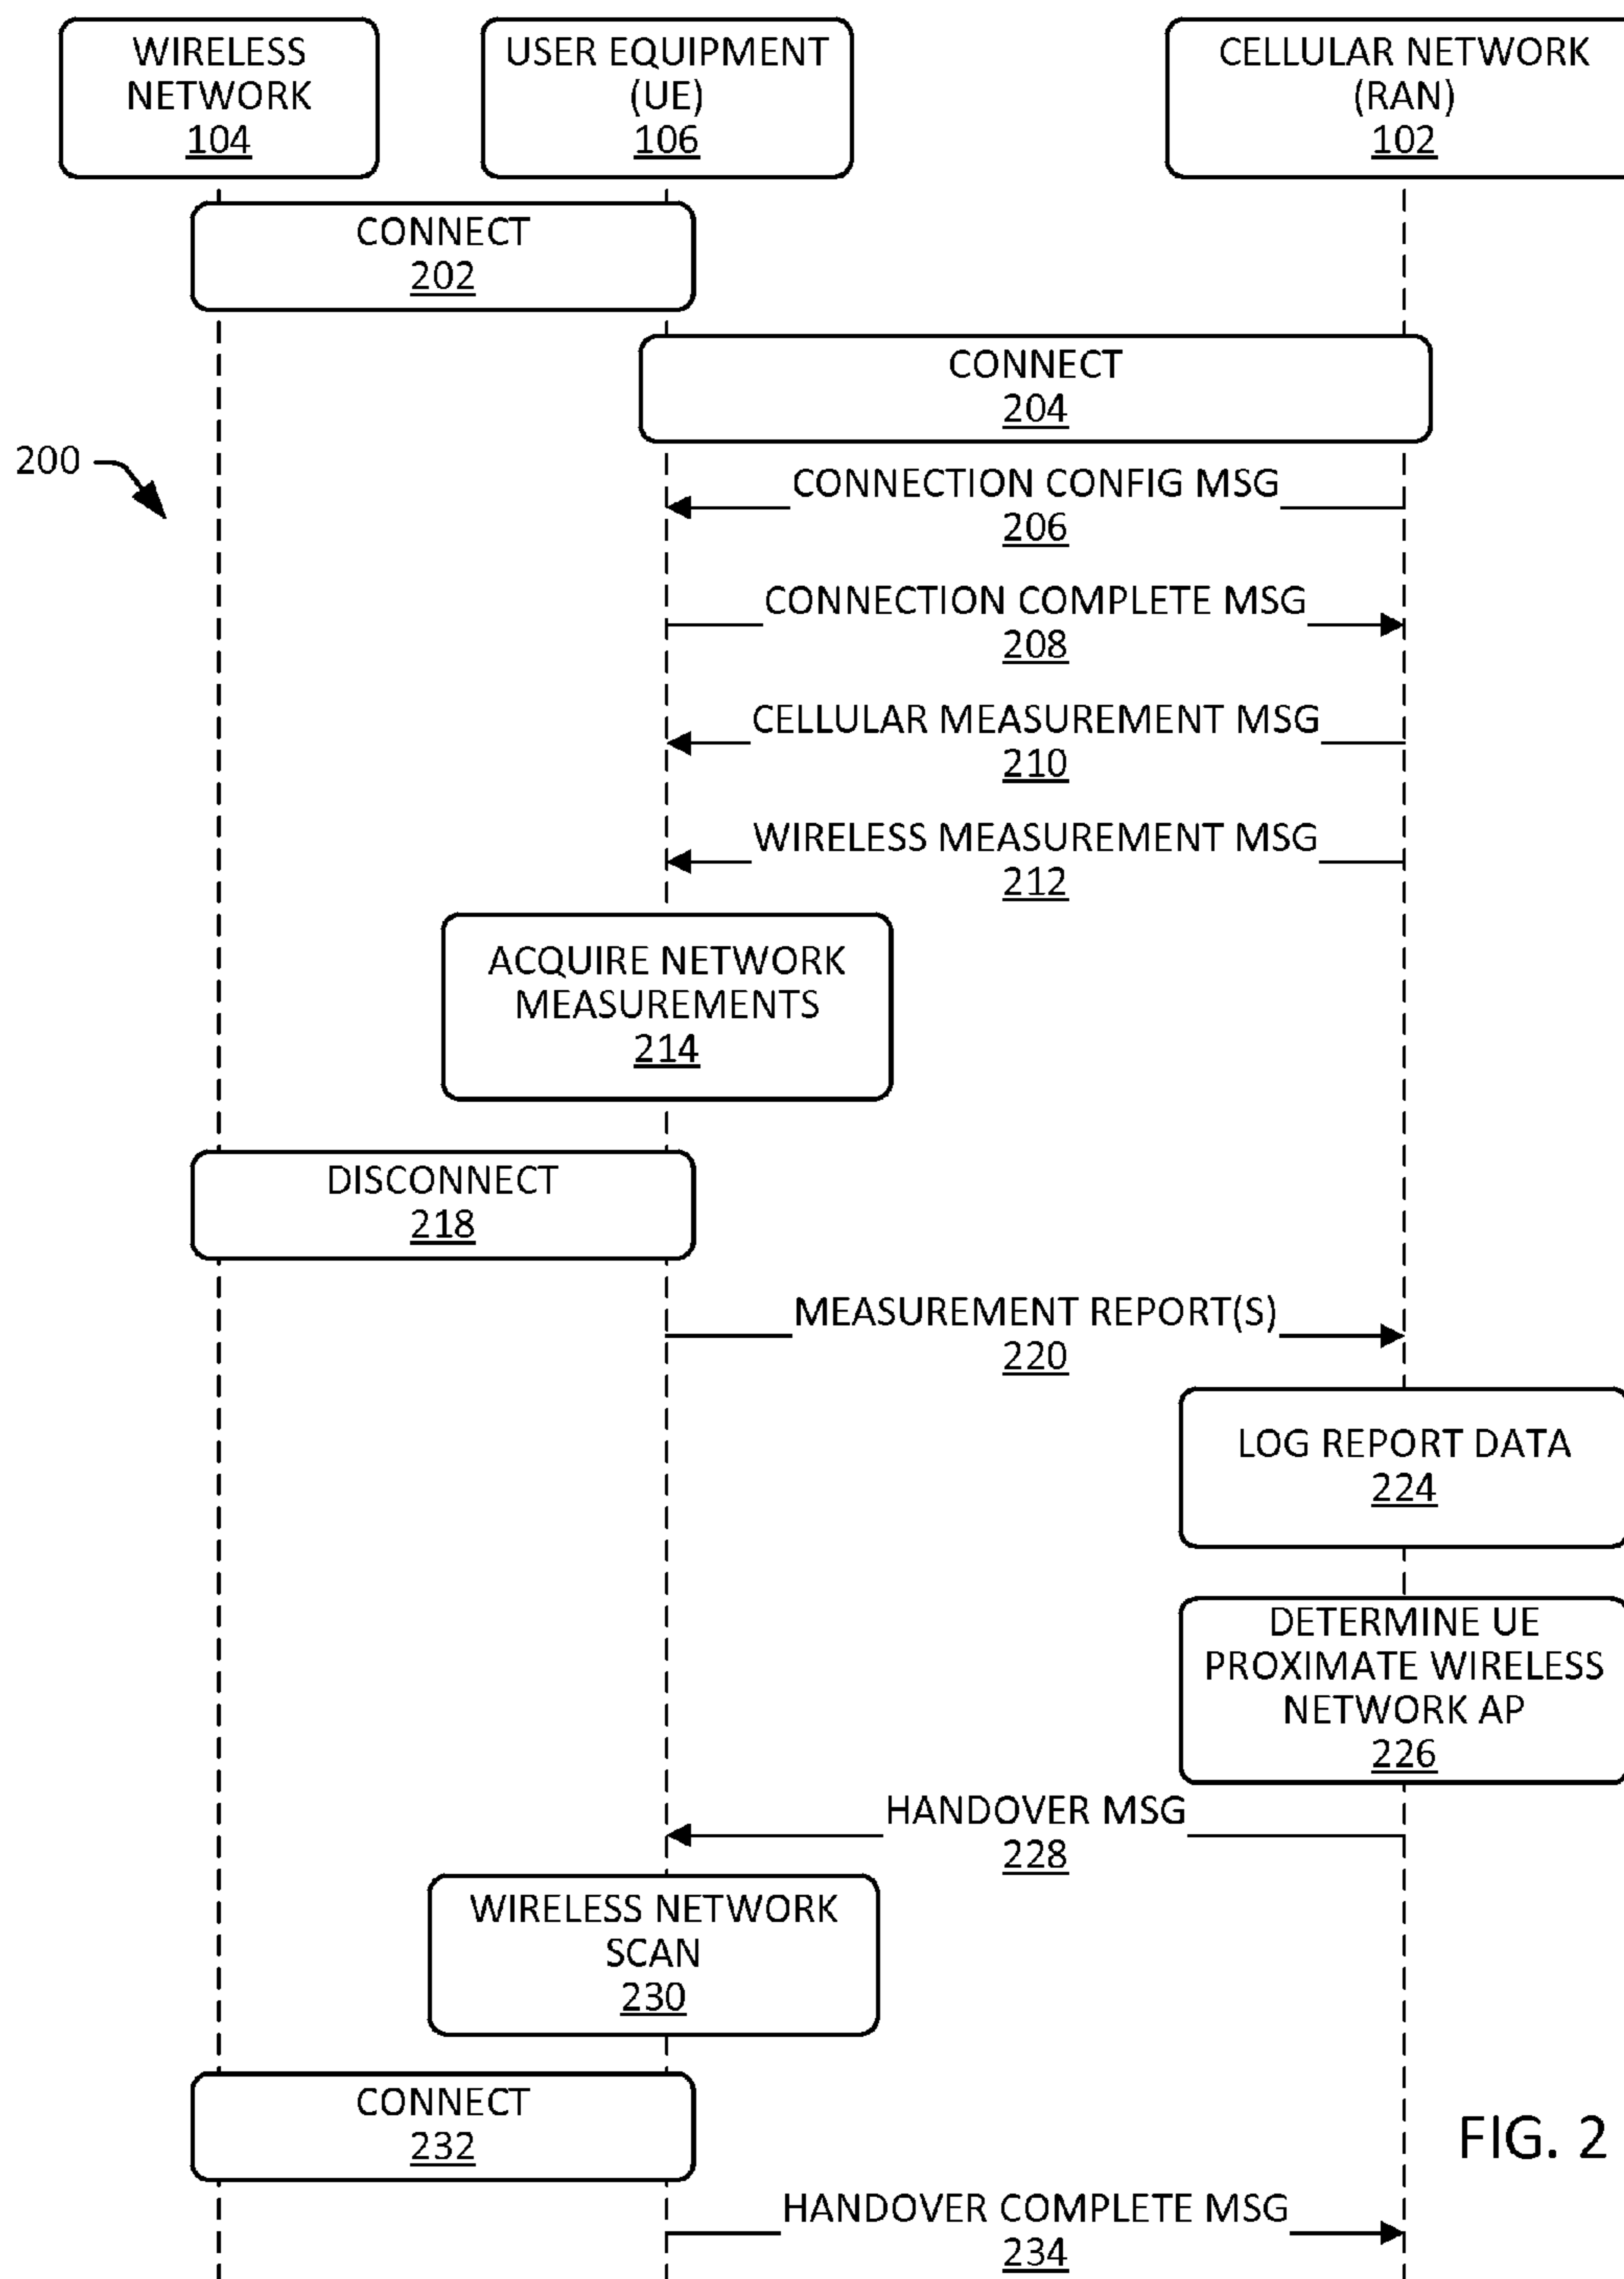 WIRELESS
NETWORK
104
USER EQUIPMENT
(UE)
106
CELLULAR NETWORK
(RAN)
102
CONNECT
202
CONNECT
204
200
CONNECTION CONFIG MSG
206
CONNECTION COMPLETE MSG
208
CELLULAR MEASUREMENT MSG
210
WIRELESS MEASUREMENT MSG
212
ACQUIRE NETWORK
MEASUREMENTS
214
DISCONNECT
218
MEASUREMENT REPORT(S)
220
LOG REPORT DATA
224
DETERMINE UE
PROXIMATE WIRELESS
NETWORK AP
226
HANDOVER MSG
228
WIRELESS NETWORK
SCAN
230
CONNECT
232
FIG. 2
HANDOVER COMPLETE MSG
234